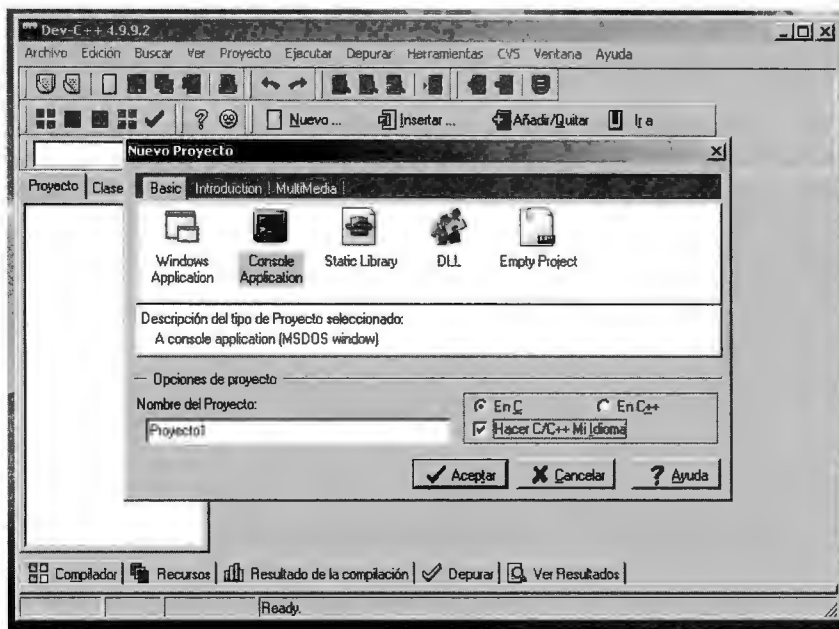 Dev-C++ 4.9.9.2
Archivo Edición Buscar Ver Proyecto Ejecutar Depurar Herramientas CVS Ventana Ayuda
Nuevo ... Insertar ... Añadir/Quitar Ir a
Nuevo Proyecto
Proyecto Clase
Basic Introduction MultiMedia
Windows Application
Console Application
Static Library
DLL
Empty Project
Descripción del tipo de Proyecto seleccionado:
A console application (MSDOS window)
Opciones de proyecto
Nombre del Proyecto:
En C En C++
Proyecto1
Hacer C/C++ Mi Idioma
Aceptar Cancelar Ayuda
Compilador Recursos Resultado de la compilación Depurar Ver Resultados
Ready.